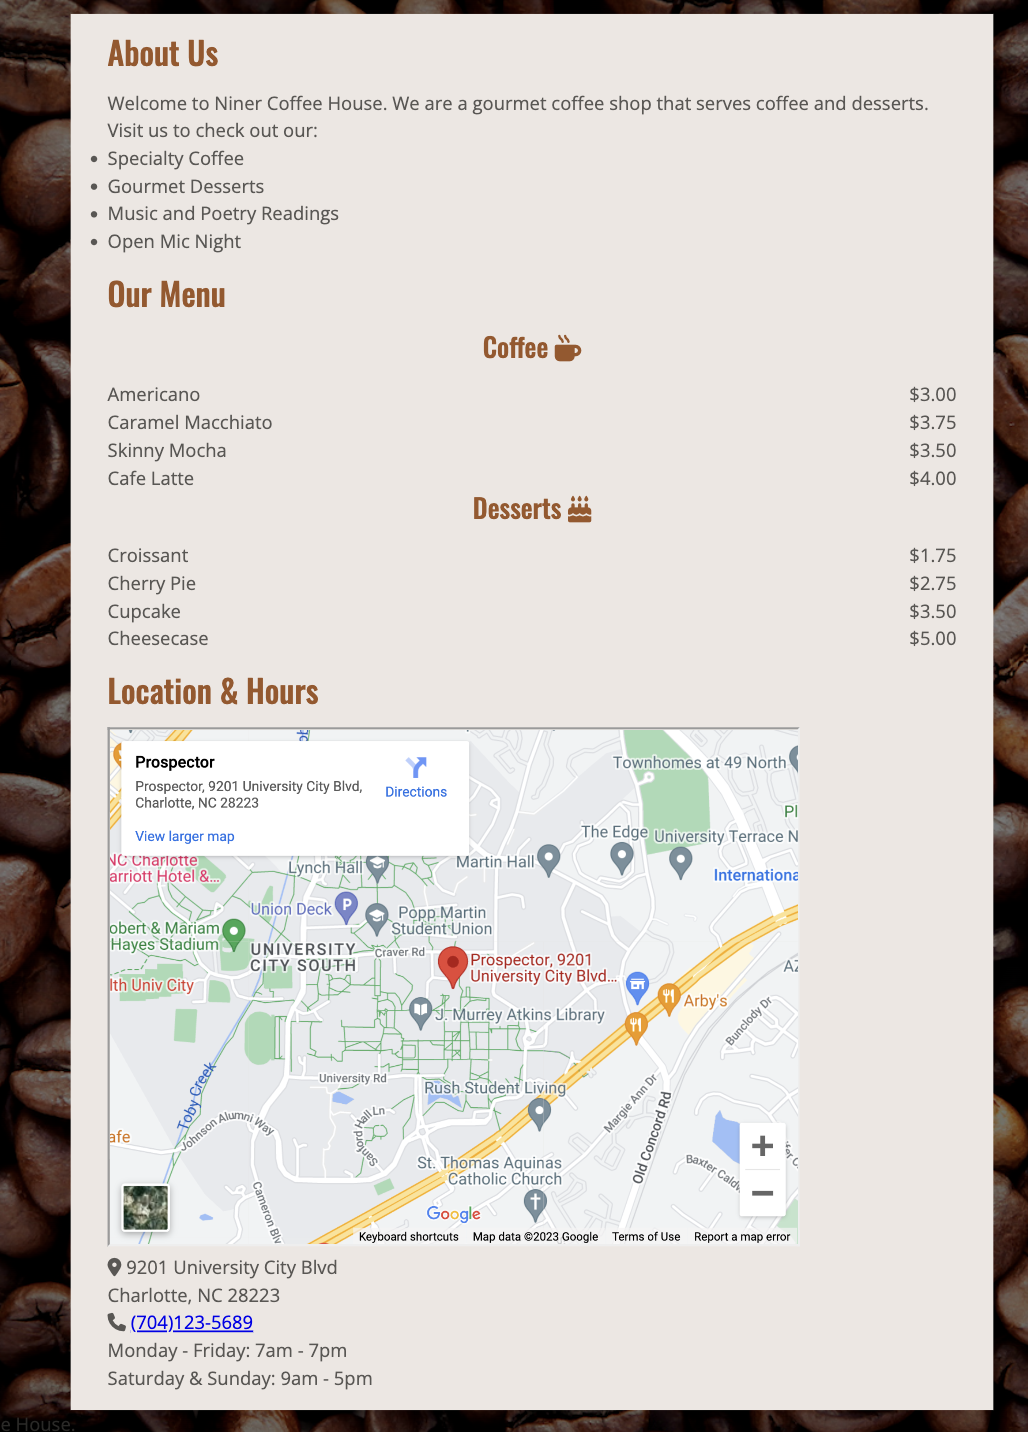 About Us
Welcome to Niner Coffee House. We are a gourmet coffee shop that serves coffee and desserts.
Visit us to check out our:
• Specialty Coffee
• Gourmet Desserts
• Music and Poetry Readings
• Open Mic Night
Our Menu
Coffee
Americano $3.00
Caramel Macchiato $3.75
Skinny Mocha $3.50
Cafe Latte $4.00
Desserts
Croissant $1.75
Cherry Pie $2.75
Cupcake $3.50
Cheesecase $5.00
Location & Hours
Prospector
Prospector, 9201 University City Blvd,
Charlotte, NC 28223
Directions
View larger map
Townhomes at 49 North
The Edge
University Terrace N
Pl
Internationa
NC Charlotte
arriott Hotel &...
Lynch Hall
Martin Hall
Union Deck
P
Popp Martin
Student Union
obert & Mariam
Hayes Stadium
UNIVERSITY
CITY SOUTH
Craver Rd
Prospector, 9201
University City Blvd...
AZ
lth Univ City
Arby's
J. Murrey Atkins Library
Bunclody Dr
University Rd
Rush Student Living
Toby Creek
Johnson Alumni Way
Sanford Hall Ln
Margie Ann Dr
Old Concord Rd
afe
St. Thomas Aquinas
Catholic Church
Baxter Caldw
Cameron Blv
Google
Keyboard shortcuts Map data ©2023 Google Terms of Use Report a map error
9201 University City Blvd
Charlotte, NC 28223
(704)123-5689
Monday - Friday: 7am - 7pm
Saturday & Sunday: 9am - 5pm
e House.